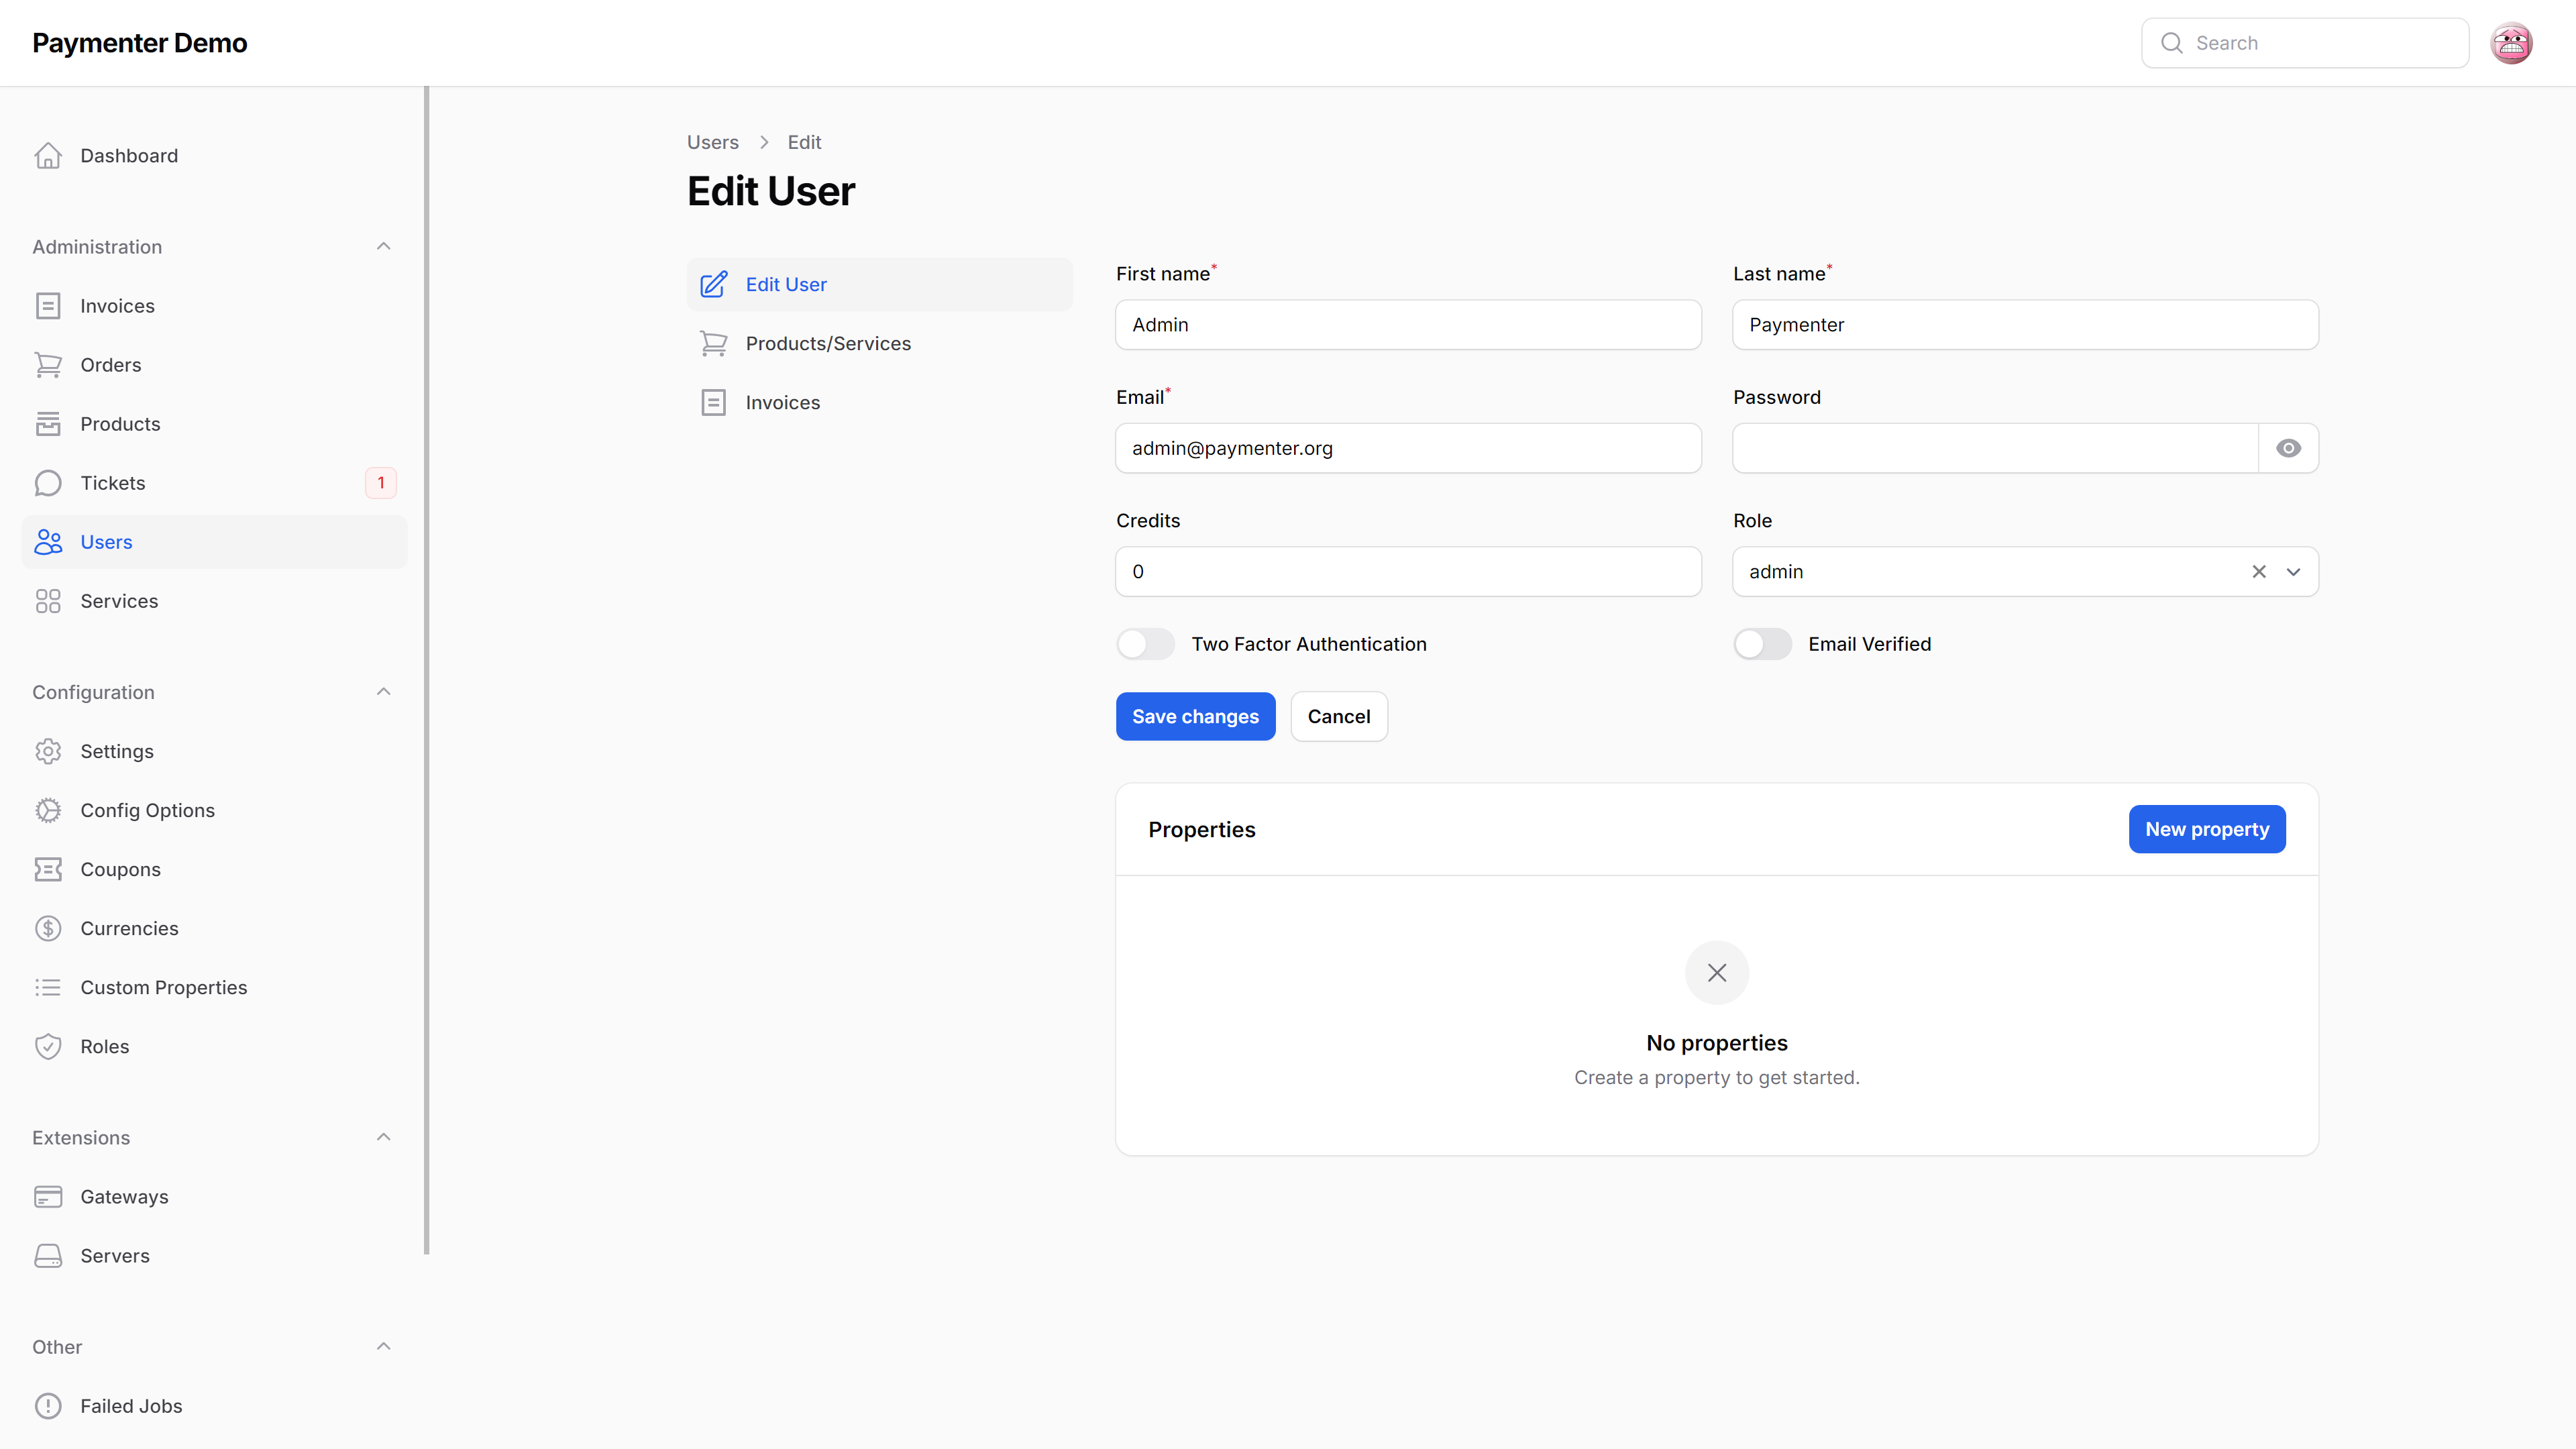 Paymenter Demo
Search
Dashboard
Administration
Invoices
Orders
Products
Tickets
1
Users
Services
Configuration
Settings
Config Options
Coupons
Currencies
Custom Properties
Roles
Extensions
Gateways
Servers
Other
Failed Jobs
Users
Edit
Edit User
Edit User
Products/Services
Invoices
First name*
Admin
Last name*
Paymenter
Email*
admin@paymenter.org
Password
Credits
0
Role
admin
Two Factor Authentication
Email Verified
Save changes
Cancel
Properties
New property
No properties
Create a property to get started.